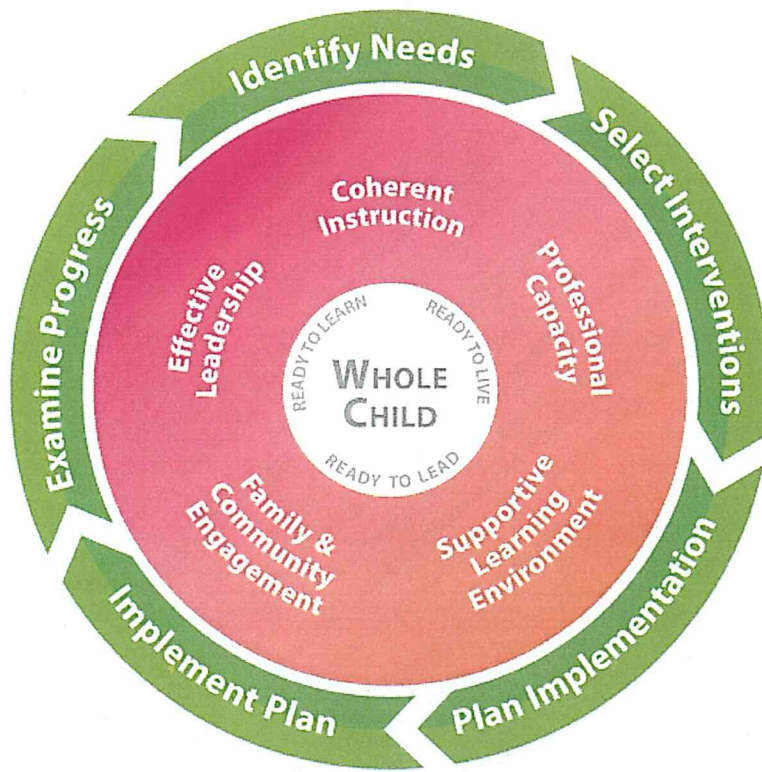 Identify Needs
Select Interventions
Plan Implementation
Implement Plan
Examine Progress
Coherent
Instruction
Professional
Capacity
Supportive
Learning
Environment
Family &
Community
Engagement
Effective
Leadership
READY TO LEARN
READY TO LIVE
READY TO LEAD
WHOLE
CHILD